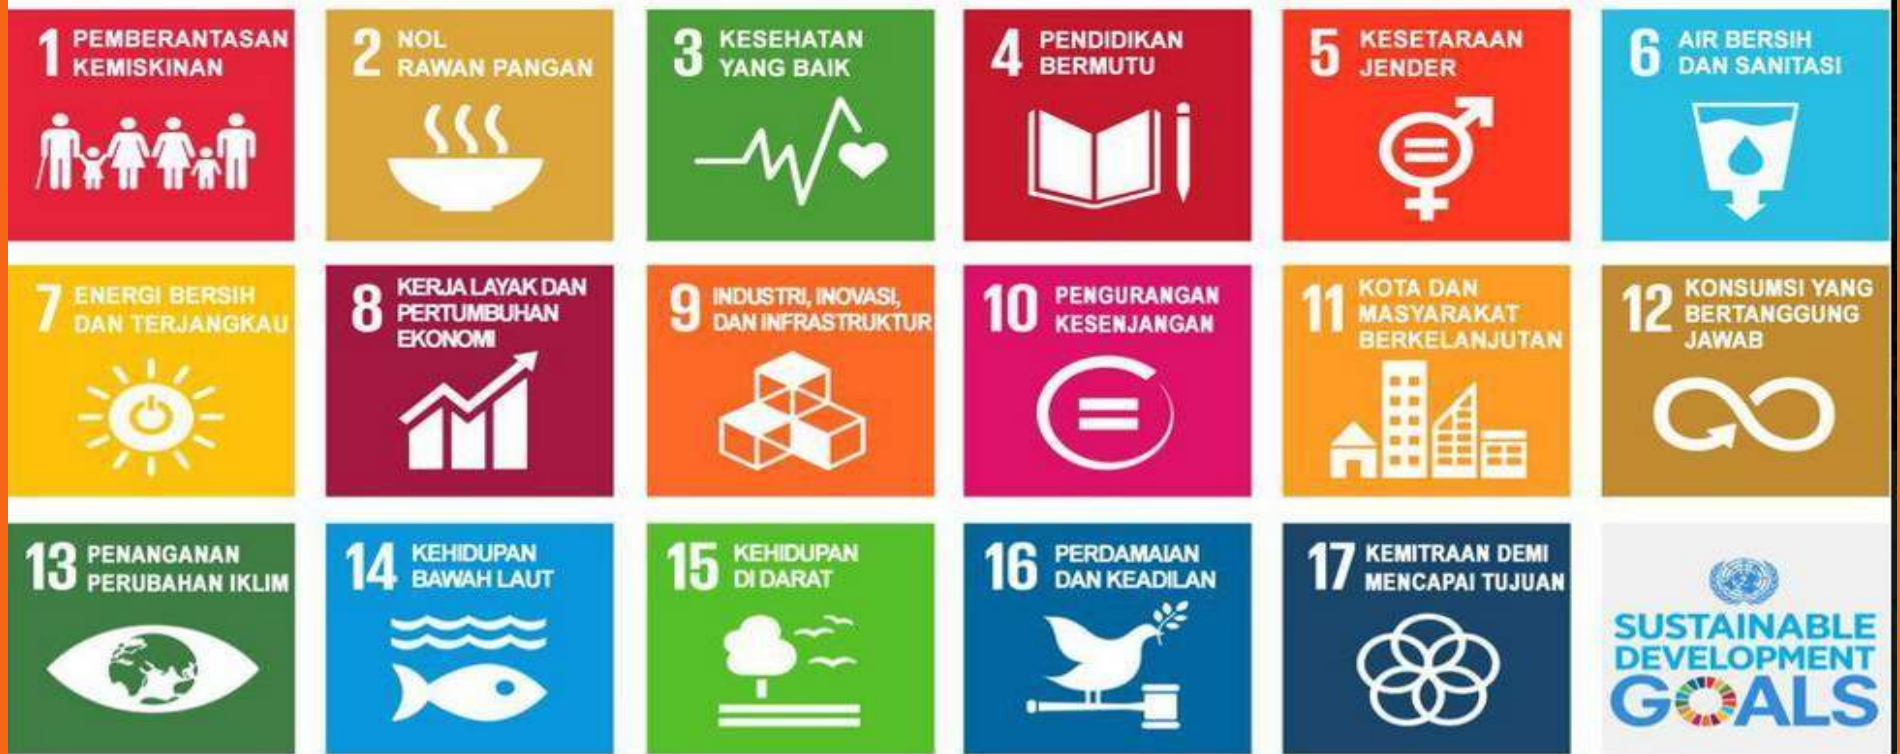 1 PEMBERANTASAN
KEMISKINAN
2 NOL
RAWAN PANGAN
3 KESEHATAN
YANG BAIK
4 PENDIDIKAN
BERMUTU
5 KESETARAAN
JENDER
6 AIR BERSIH
DAN SANITASI
7 ENERGI BERSIH
DAN TERJANGKAU
8 KERJA LAYAK DAN
PERTUMBUHAN
EKONOMI
9 INDUSTRI, INOVASI,
DAN INFRASTRUKTUR
10 PENGURANGAN
KESENJANGAN
11 KOTA DAN
MASYARAKAT
BERKELANJUTAN
12 KONSUMSI YANG
BERTANGGUNG
JAWAB
13 PENANGANAN
PERUBAHAN IKLIM
14 KEHIDUPAN
BAWAH LAUT
15 KEHIDUPAN
DI DARAT
16 PERDAMAIAN
DAN KEADILAN
17 KEMITRAAN DEMI
MENCAPAI TUJUAN
SUSTAINABLE
DEVELOPMENT
GOALS